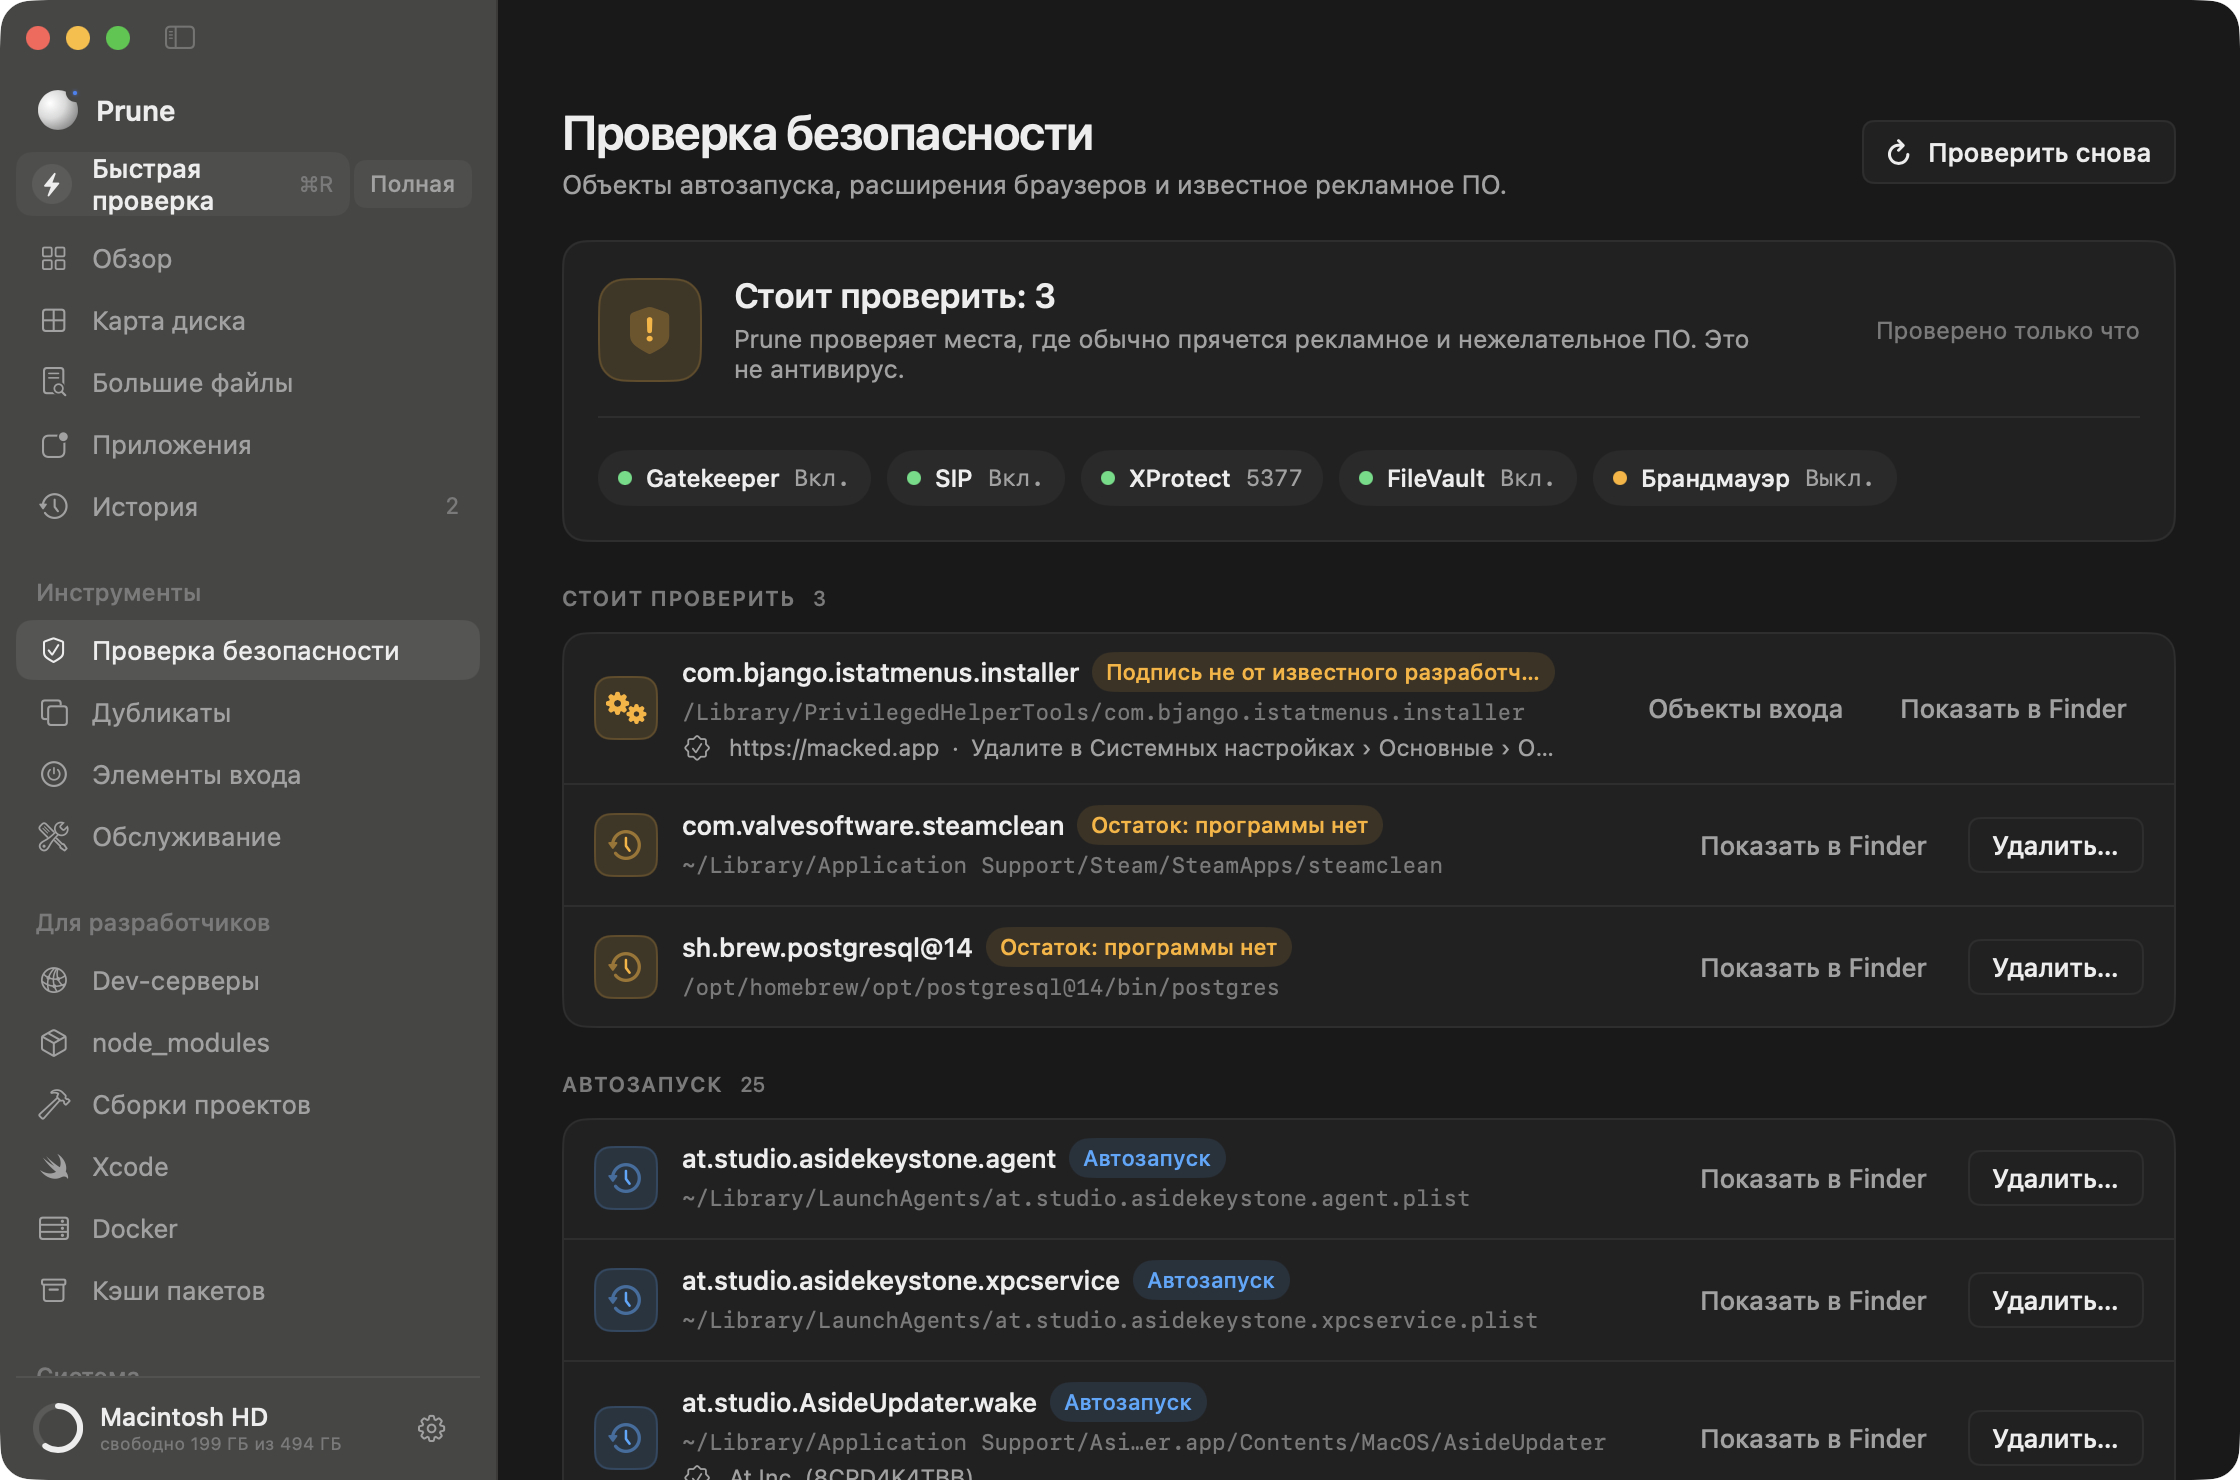 Prune
Быстрая проверка ⌘R Полная
Обзор
Карта диска
Большие файлы
Приложения
История 2
Инструменты
Проверка безопасности
Дубликаты
Элементы входа
Обслуживание
Для разработчиков
Dev-серверы
node_modules
Сборки проектов
Xcode
Docker
Кэши пакетов
Система
Macintosh HD
свободно 199 ГБ из 494 ГБ
Проверка безопасности
Объекты автозапуска, расширения браузеров и известное рекламное ПО.
Проверить снова
Стоит проверить: 3
Prune проверяет места, где обычно прячется рекламное и нежелательное ПО. Это
не антивирус.
Проверено только что
Gatekeeper Вкл. SIP Вкл. XProtect 5377 FileVault Вкл. Брандмауэр Выкл.
СТОИТ ПРОВЕРИТЬ 3
com.bjango.istatmenus.installer Подпись не от известного разработч...
/Library/PrivilegedHelperTools/com.bjango.istatmenus.installer
https://macked.app · Удалите в Системных настройках › Основные › О...
Объекты входа Показать в Finder
com.valvesoftware.steamclean Остаток: программы нет
~/Library/Application Support/Steam/SteamApps/steamclean
Показать в Finder Удалить...
sh.brew.postgresql@14 Остаток: программы нет
/opt/homebrew/opt/postgresql@14/bin/postgres
Показать в Finder Удалить...
АВТОЗАПУСК 25
at.studio.asidekeystone.agent Автозапуск
~/Library/LaunchAgents/at.studio.asidekeystone.agent.plist
Показать в Finder Удалить...
at.studio.asidekeystone.xpcservice Автозапуск
~/Library/LaunchAgents/at.studio.asidekeystone.xpcservice.plist
Показать в Finder Удалить...
at.studio.AsideUpdater.wake Автозапуск
~/Library/Application Support/Asi…er.app/Contents/MacOS/AsideUpdater
Показать в Finder Удалить...
At Inc. (8CPD4K4TBB)